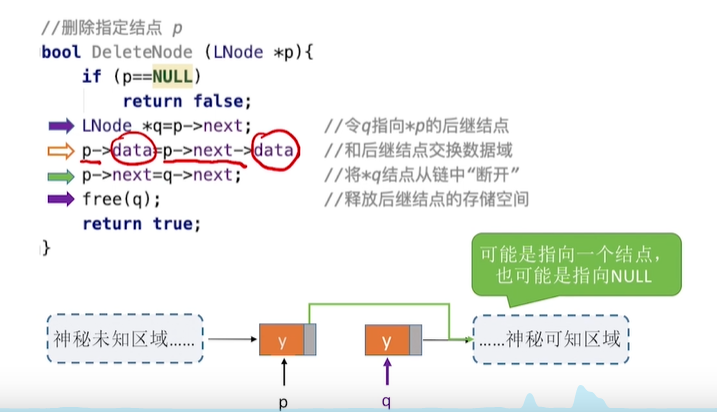 //删除指定结点 p
bool DeleteNode (LNode *p){
if (p==NULL)
return false;
LNode *q=p->next; //令q指向*p的后继结点
p->data=p->next->data //和后继结点交换数据域
p->next=q->next; //将*q结点从链中“断开”
free(q); //释放后继结点的存储空间
return true;
}
可能是指向一个结点，
也可能是指向NULL
神秘未知区域…… y y ……神秘可知区域
p q